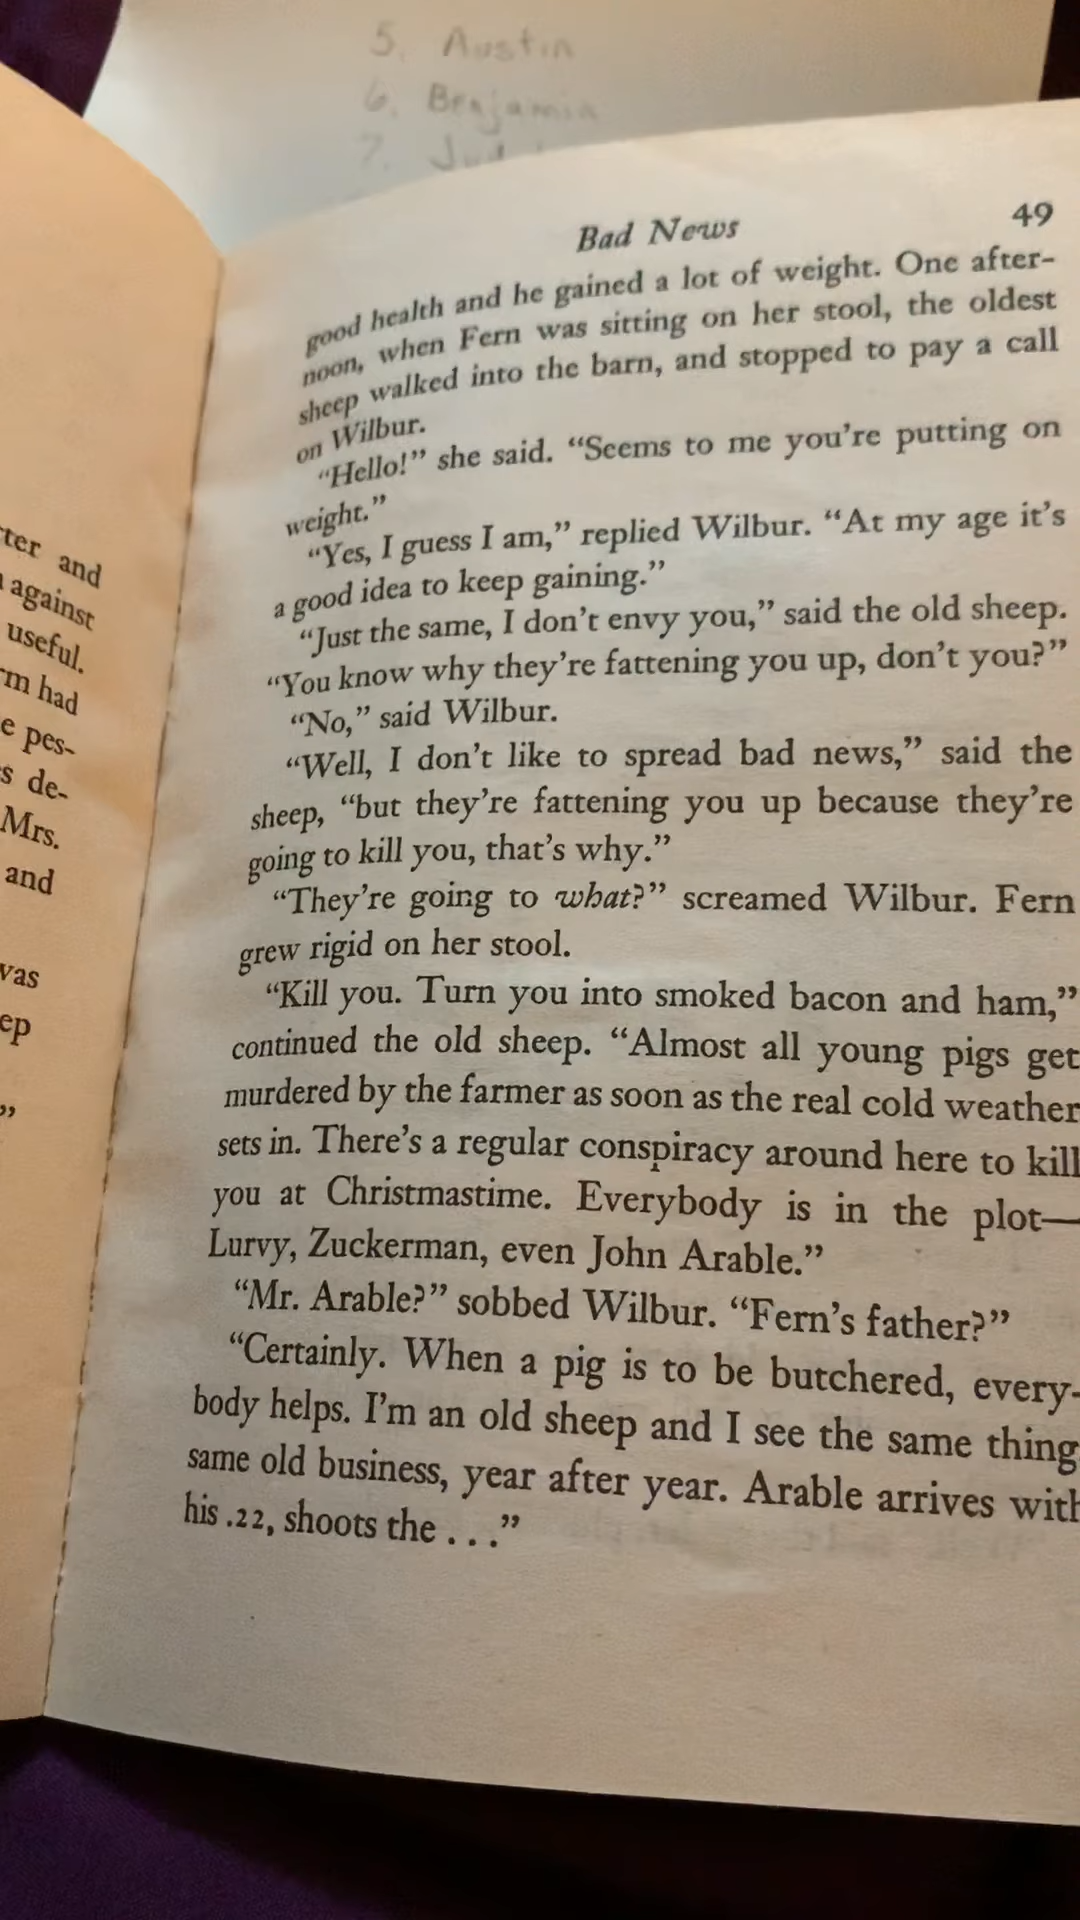 5. Austin
6. Benjamin
7.
ter and
against
useful.
rm had
e pes-
s de-
Mrs.
and
was
ep
”
Bad News 49
good health and he gained a lot of weight. One after-
noon, when Fern was sitting on her stool, the oldest
sheep walked into the barn, and stopped to pay a call
on Wilbur.
“Hello!” she said. “Seems to me you’re putting on
weight.”
“Yes, I guess I am,” replied Wilbur. “At my age it’s
a good idea to keep gaining.”
“Just the same, I don’t envy you,” said the old sheep.
“You know why they’re fattening you up, don’t you?”
“No,” said Wilbur.
“Well, I don’t like to spread bad news,” said the
sheep, “but they’re fattening you up because they’re
going to kill you, that’s why.”
“They’re going to what?” screamed Wilbur. Fern
grew rigid on her stool.
“Kill you. Turn you into smoked bacon and ham,”
continued the old sheep. “Almost all young pigs get
murdered by the farmer as soon as the real cold weather
sets in. There’s a regular conspiracy around here to kill
you at Christmastime. Everybody is in the plot—
Lurvy, Zuckerman, even John Arable.”
“Mr. Arable?” sobbed Wilbur. “Fern’s father?”
“Certainly. When a pig is to be butchered, every-
body helps. I’m an old sheep and I see the same thing
same old business, year after year. Arable arrives with
his .22, shoots the . . .”